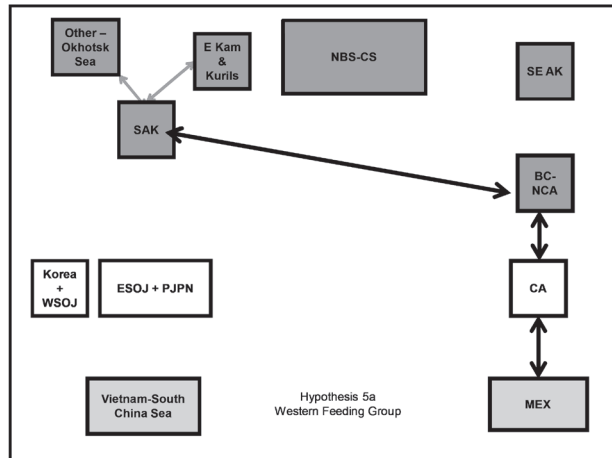 Other –
Okhotsk
Sea
E Kam
&
Kurils
NBS-CS
SE AK
SAK
BC-
NCA
Korea
+
WSOJ
ESOJ + PJPN
CA
Vietnam-South
China Sea
Hypothesis 5a
Western Feeding Group
MEX